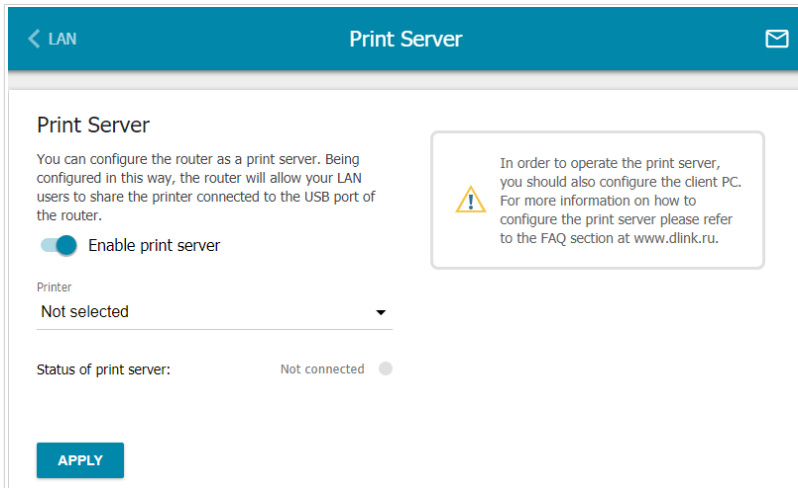 LAN
Print Server
Print Server
You can configure the router as a print server. Being
configured in this way, the router will allow your LAN
users to share the printer connected to the USB port of
the router.
Enable print server
Printer
Not selected
Status of print server:
Not connected
APPLY
In order to operate the print server,
you should also configure the client PC.
For more information on how to
configure the print server please refer
to the FAQ section at www.dlink.ru.